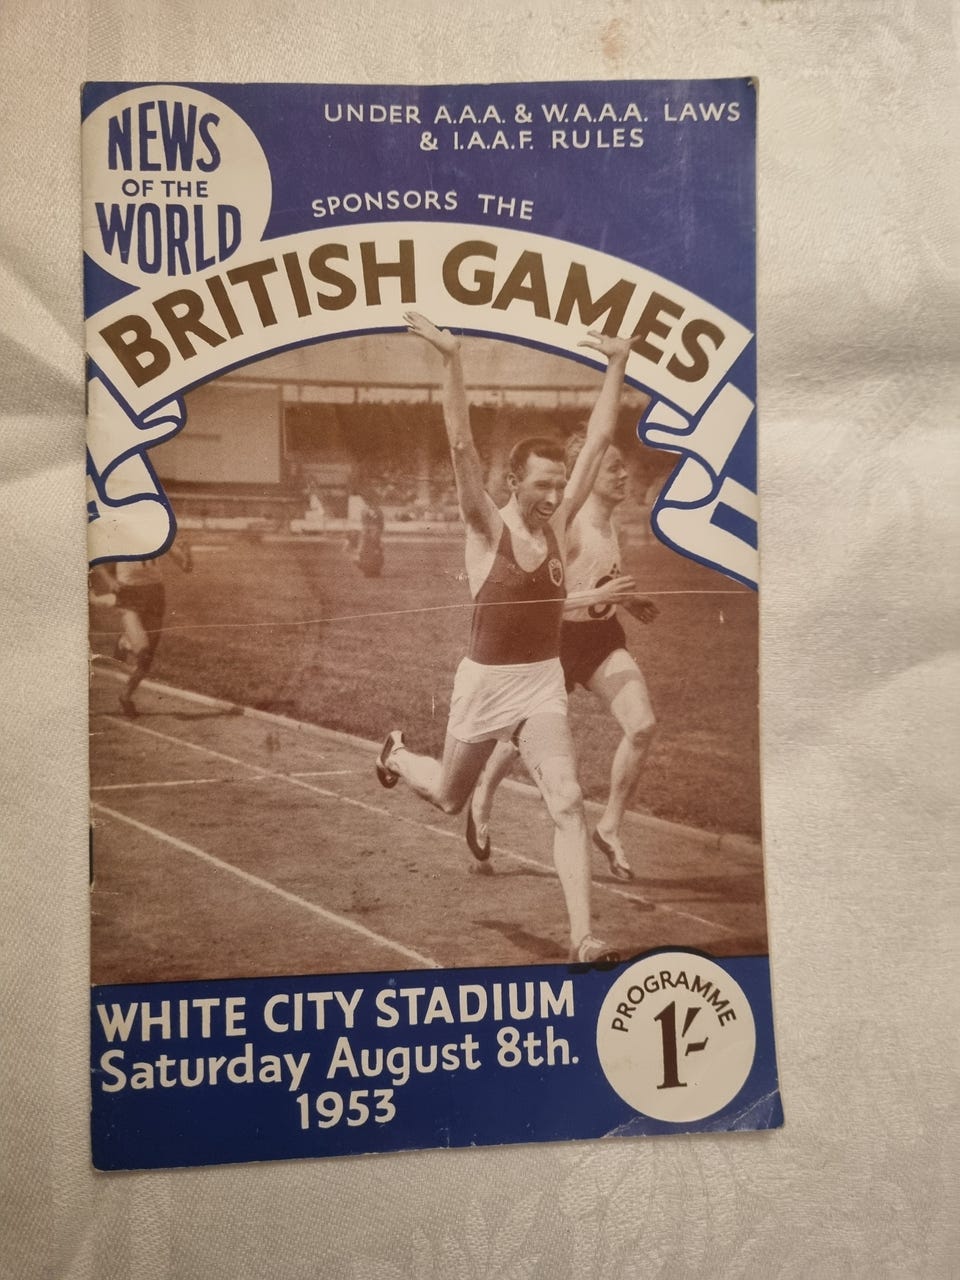 NEWS
OF THE
WORLD
UNDER A.A.A. & W.A.A.A. LAWS
& I.A.A.F. RULES
SPONSORS THE
BRITISH GAMES
WHITE CITY STADIUM
Saturday August 8th.
1953
PROGRAMME
1'/-